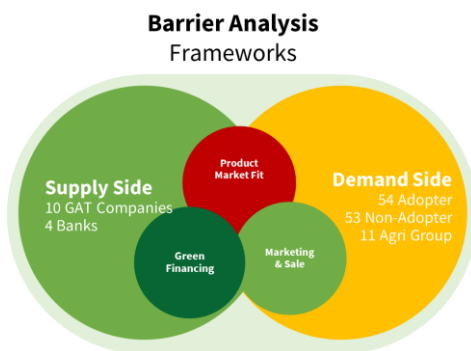 Barrier Analysis
Frameworks
Product
Market Fit
Supply Side
10 GAT Companies
4 Banks
Demand Side
54 Adopter
53 Non-Adopter
11 Agri Group
Green
Financing
Marketing
& Sale